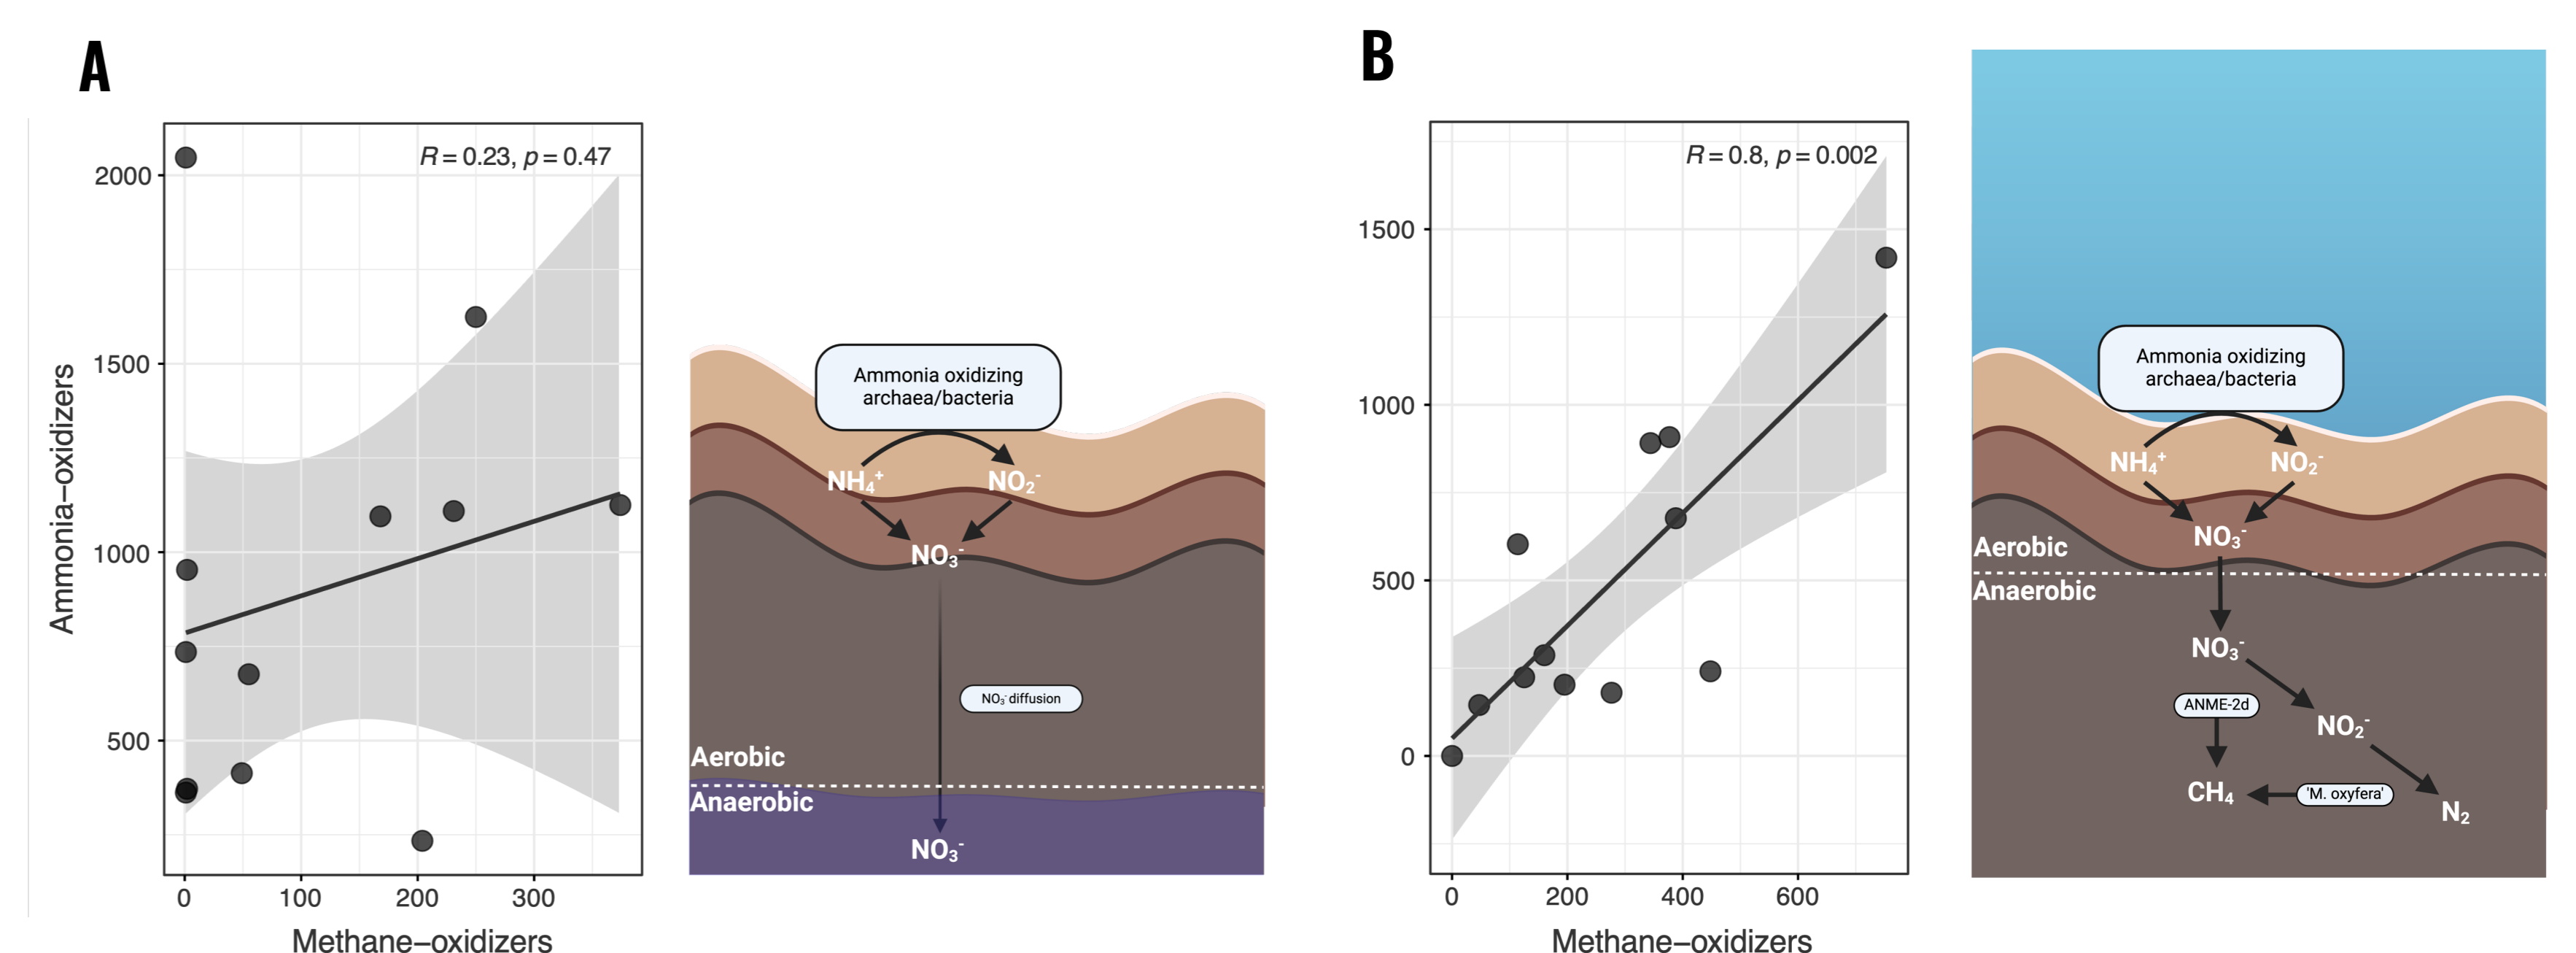 A
R = 0.23, p = 0.47
2000
1500
1000
500
Ammonia–oxidizers
0 100 200 300
Methane–oxidizers
Ammonia oxidizing
archaea/bacteria
NH₄⁺ NO₂⁻
NO₃⁻
NO₃⁻ diffusion
Aerobic
Anaerobic
NO₃⁻
B
R = 0.8, p = 0.002
1500
1000
500
0
0 200 400 600
Methane–oxidizers
Ammonia oxidizing
archaea/bacteria
NH₄⁺ NO₂⁻
NO₃⁻
Aerobic
Anaerobic
NO₃⁻
ANME-2d
NO₂⁻
CH₄ 'M. oxyfera'
N₂